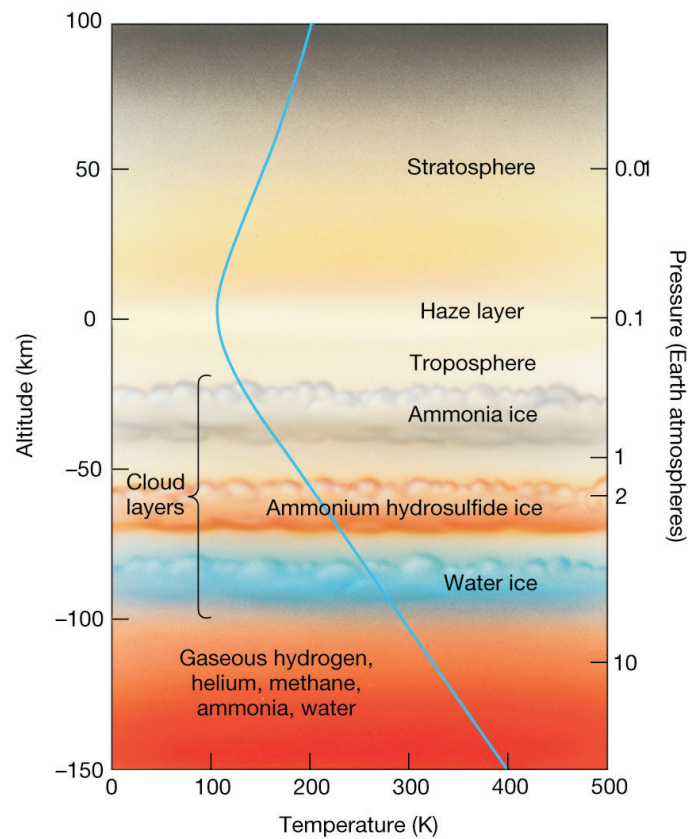 100
50
0
−50
−100
−150
Altitude (km)
Stratosphere
Haze layer
Troposphere
Ammonia ice
Cloud
layers
Ammonium hydrosulfide ice
Water ice
Gaseous hydrogen,
helium, methane,
ammonia, water
0.01
0.1
1
2
10
Pressure (Earth atmospheres)
0 100 200 300 400 500
Temperature (K)